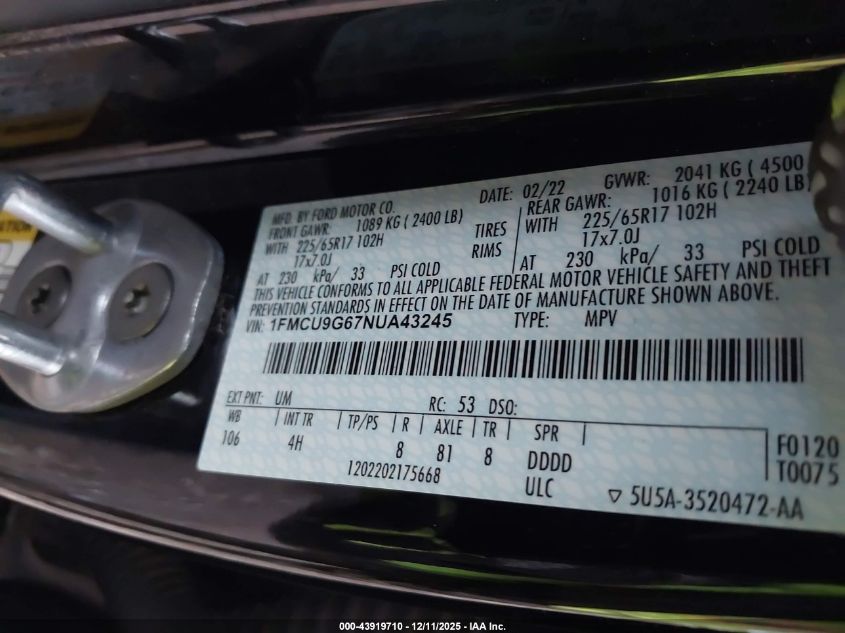 MFD. BY FORD MOTOR CO. DATE: 02/22 GVWR: 2041 KG ( 4500
FRONT GAWR: 1089 KG ( 2400 LB) REAR GAWR: 1016 KG ( 2240 LB)
WITH 225/65R17 102H TIRES WITH 225/65R17 102H
17x7.0J RIMS 17x7.0J
AT 230 kPa/ 33 PSI COLD AT 230 kPa/ 33 PSI COLD
THIS VEHICLE CONFORMS TO ALL APPLICABLE FEDERAL MOTOR VEHICLE SAFETY AND THEFT
PREVENTION STANDARDS IN EFFECT ON THE DATE OF MANUFACTURE SHOWN ABOVE.
VIN: 1FMCU9G67NUA43245 TYPE: MPV
EXT PNT: UM RC: 53 DSO:
WB INT TR TP/PS R AXLE TR SPR
106 4H 8 81 8 DDDD
F0120
T0075
1202202175668 ULC
5U5A-3520472-AA
000-43919710 - 12/11/2025 - IAA Inc.